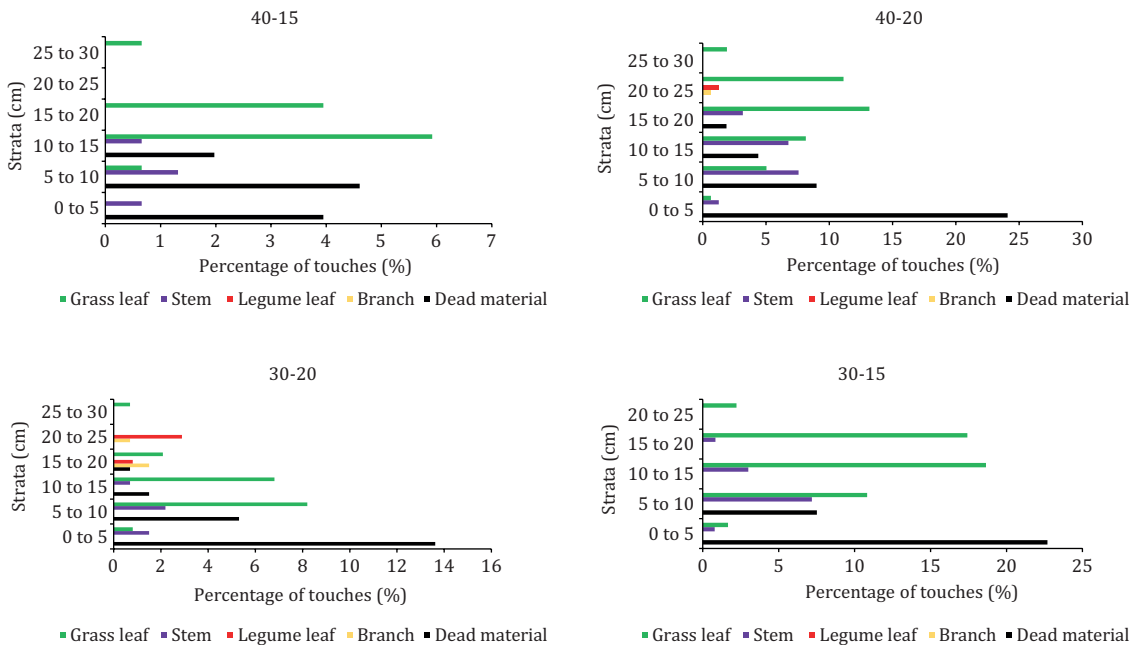 40-15
Strata (cm)
25 to 30
20 to 25
15 to 20
10 to 15
5 to 10
0 to 5
0 1 2 3 4 5 6 7
Percentage of touches (%)
Grass leaf Stem Legume leaf Branch Dead material
40-20
Strata (cm)
25 to 30
20 to 25
15 to 20
10 to 15
5 to 10
0 to 5
0 5 10 15 20 25 30
Percentage of touches (%)
Grass leaf Stem Legume leaf Branch Dead material
30-20
Strata (cm)
25 to 30
20 to 25
15 to 20
10 to 15
5 to 10
0 to 5
0 2 4 6 8 10 12 14 16
Percentage of touches (%)
Grass leaf Stem Legume leaf Branch Dead material
30-15
Strata (cm)
20 to 25
15 to 20
10 to 15
5 to 10
0 to 5
0 5 10 15 20 25
Percentage of touches (%)
Grass leaf Stem Legume leaf Branch Dead material